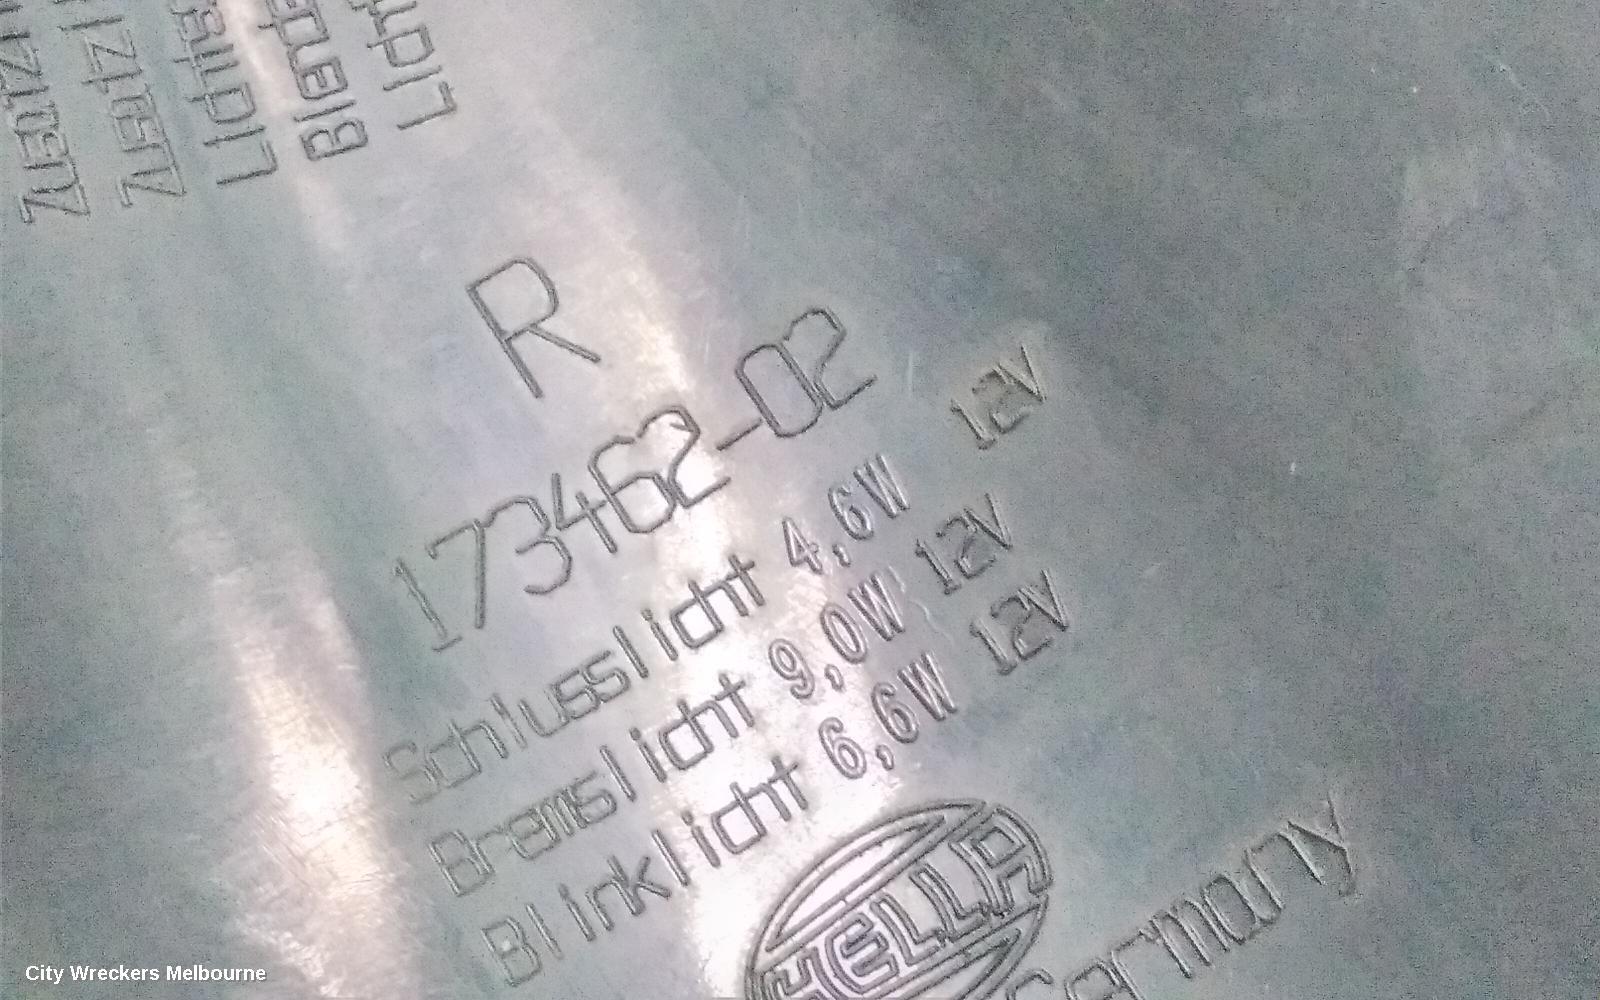 R
173462-02
Schlusslicht 4,6W 12V
Bremslicht 9,0W 12V
Blinklicht 6,6W 12V
HELLA
Germany
City Wreckers Melbourne